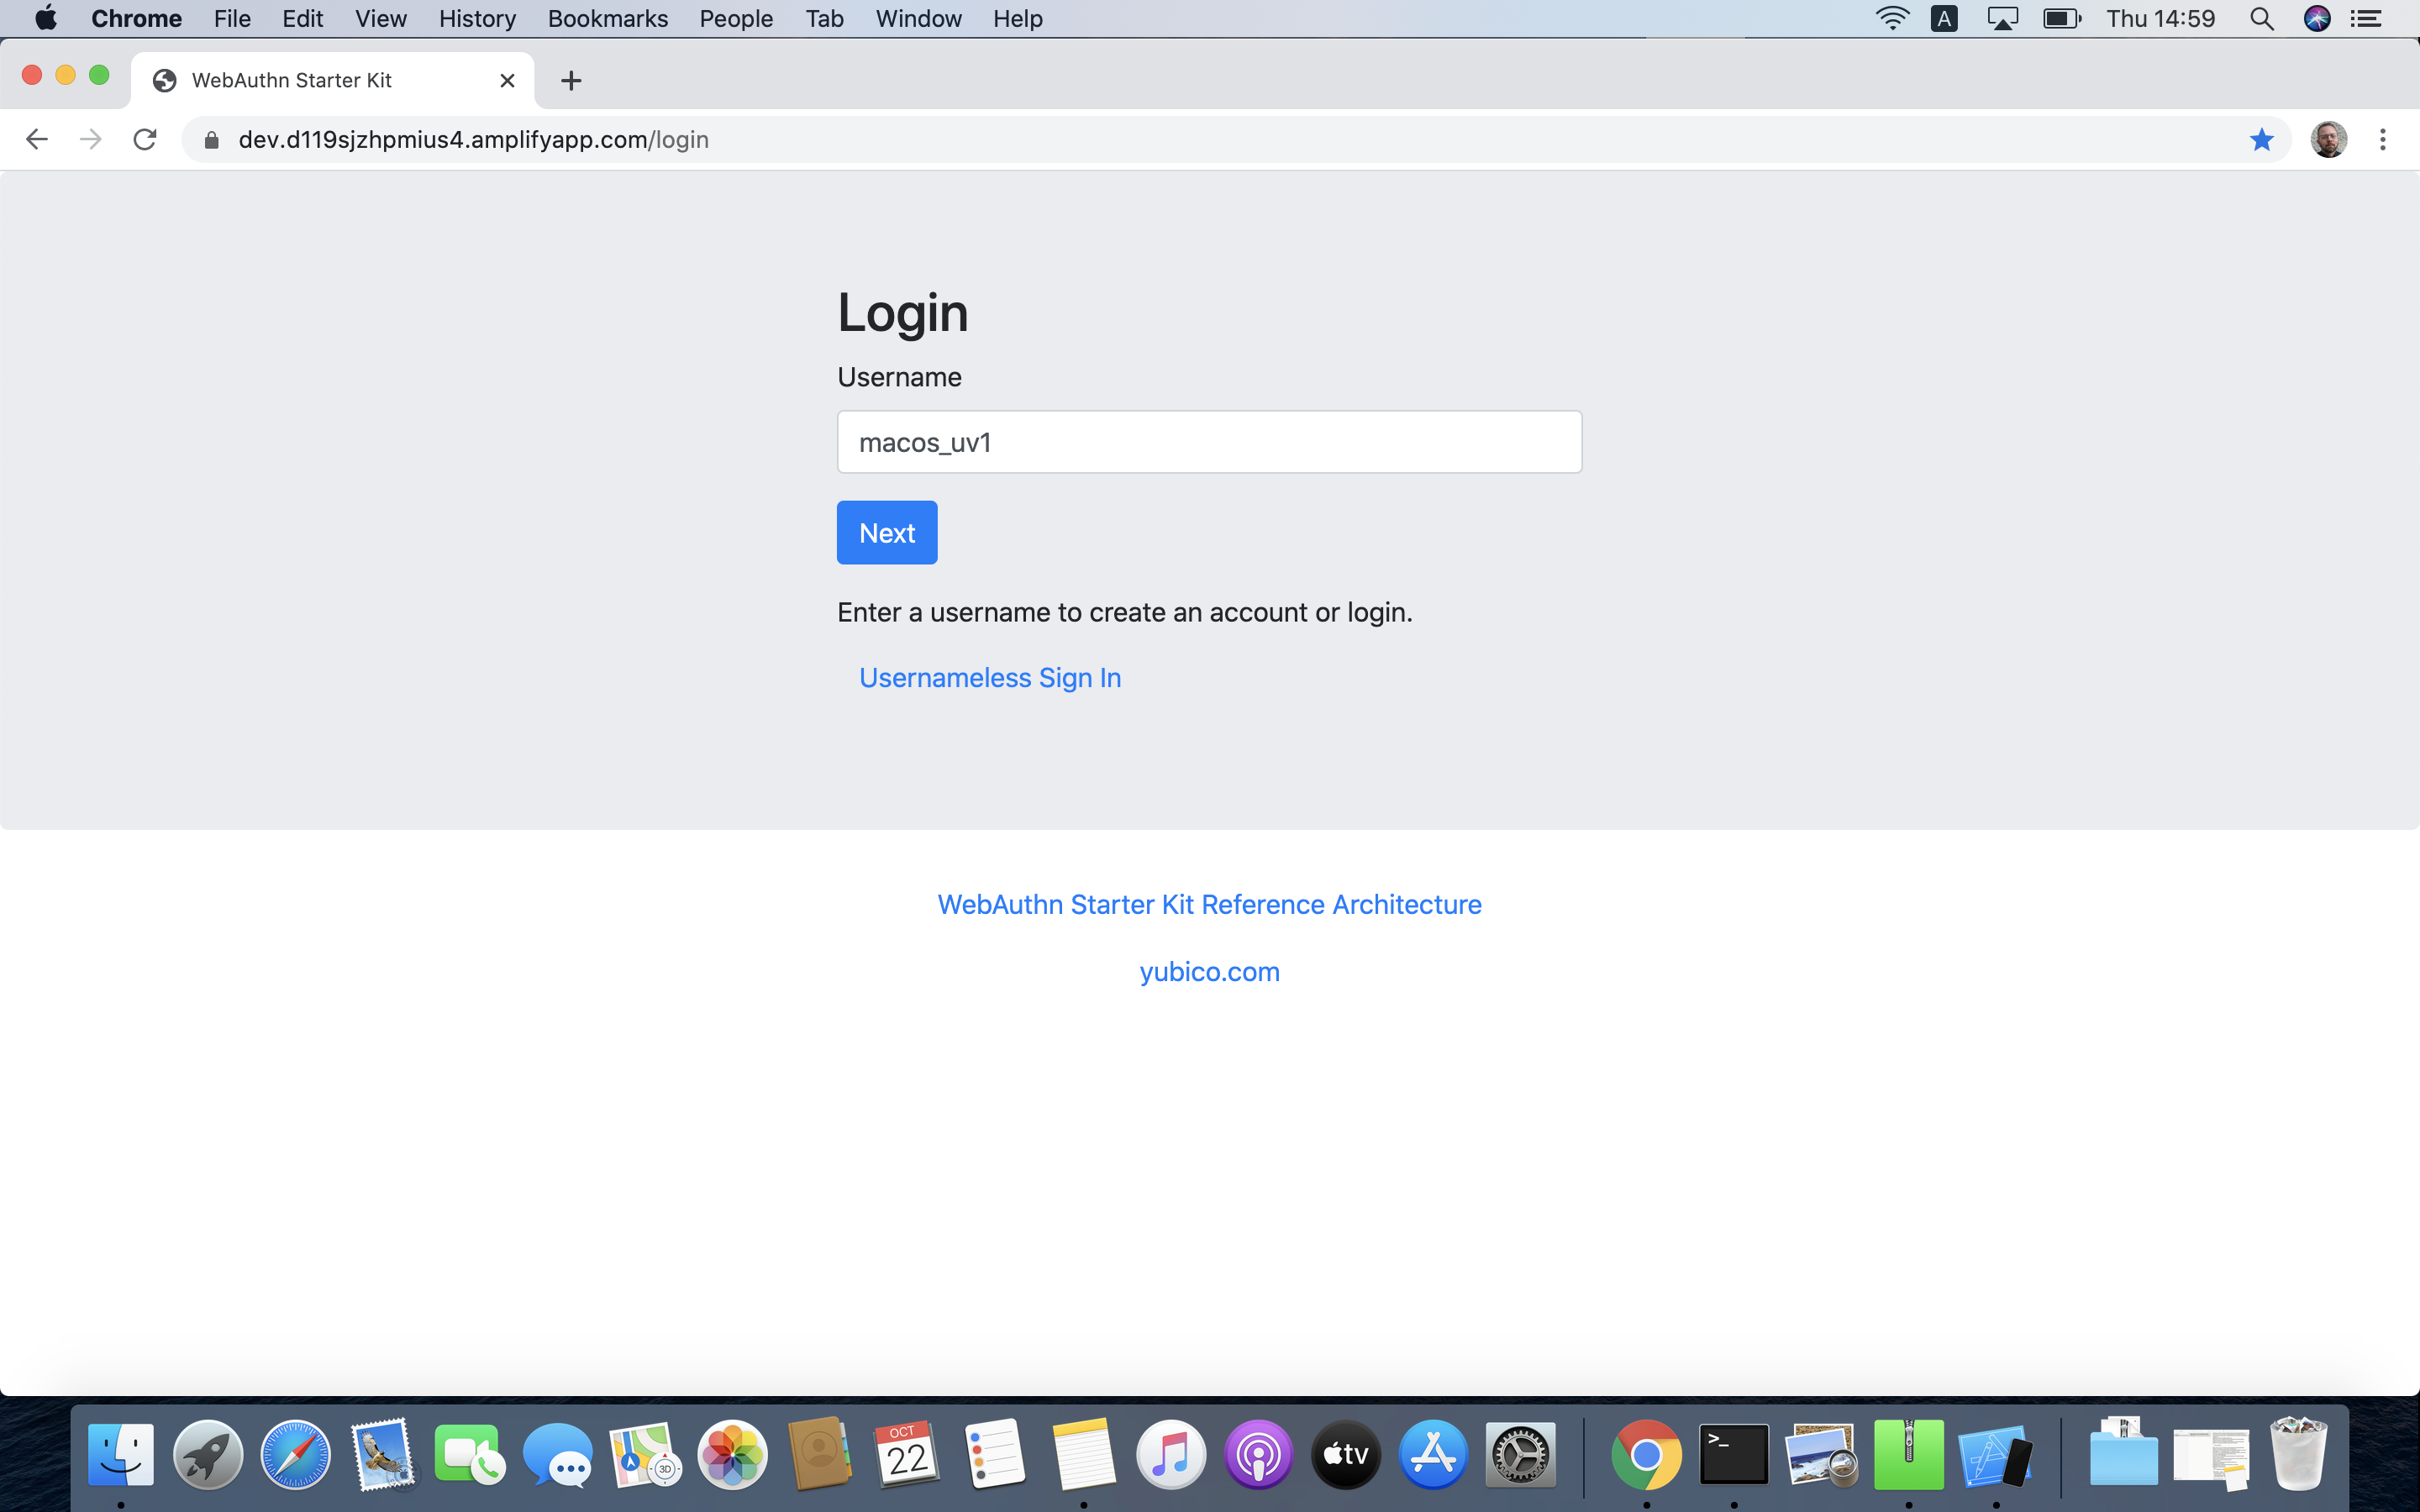 Chrome File Edit View History Bookmarks People Tab Window Help A Thu 14:59
WebAuthn Starter Kit
dev.d119sjzhpmius4.amplifyapp.com/login
Login
Username
macos_uv1
Next
Enter a username to create an account or login.
Usernameless Sign In
WebAuthn Starter Kit Reference Architecture
yubico.com
OCT
22
3D
tv
>_